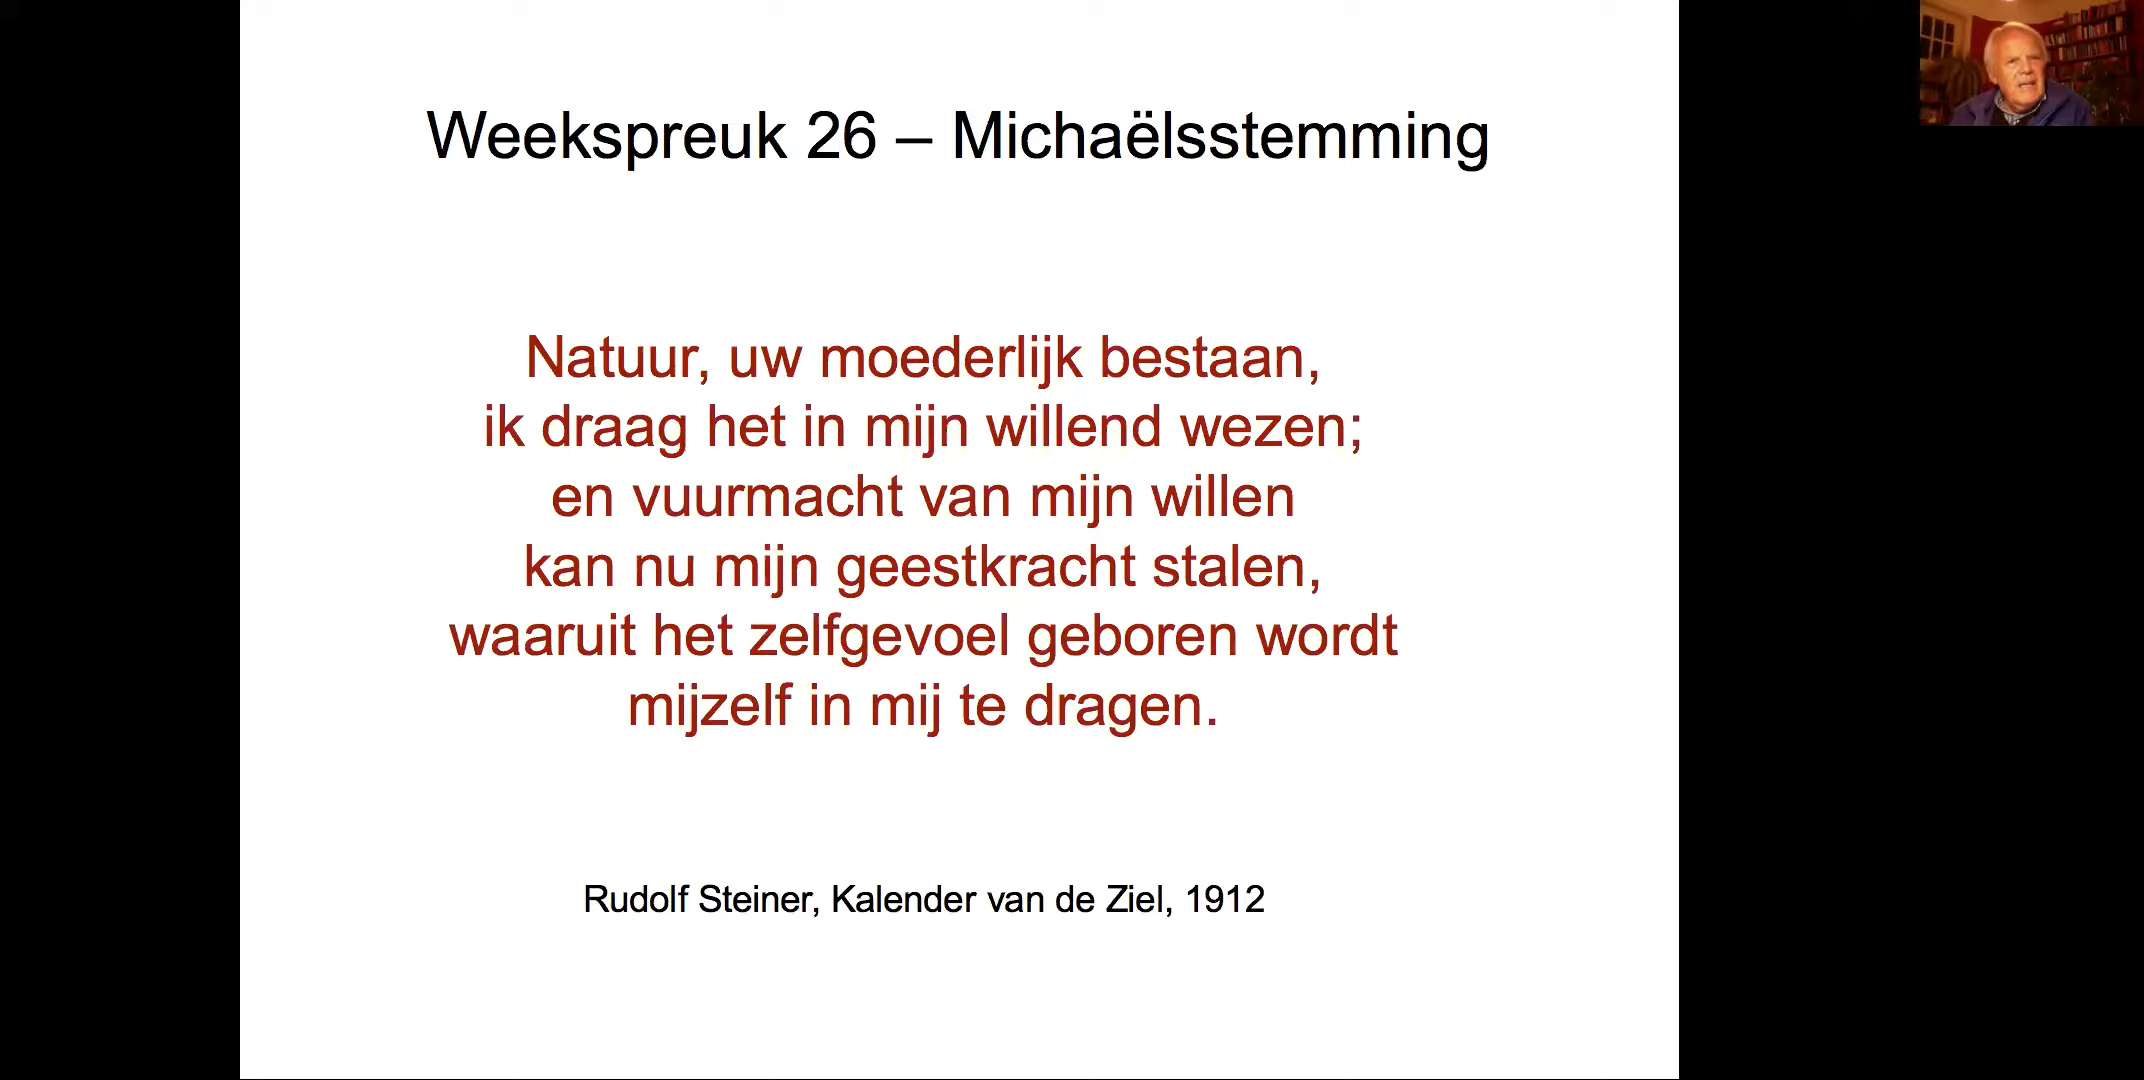 Weekspreuk 26 – Michaëlsstemming
Natuur, uw moederlijk bestaan,
ik draag het in mijn willend wezen;
en vuurmacht van mijn willen
kan nu mijn geestkracht stalen,
waaruit het zelfgevoel geboren wordt
mijzelf in mij te dragen.
Rudolf Steiner, Kalender van de Ziel, 1912